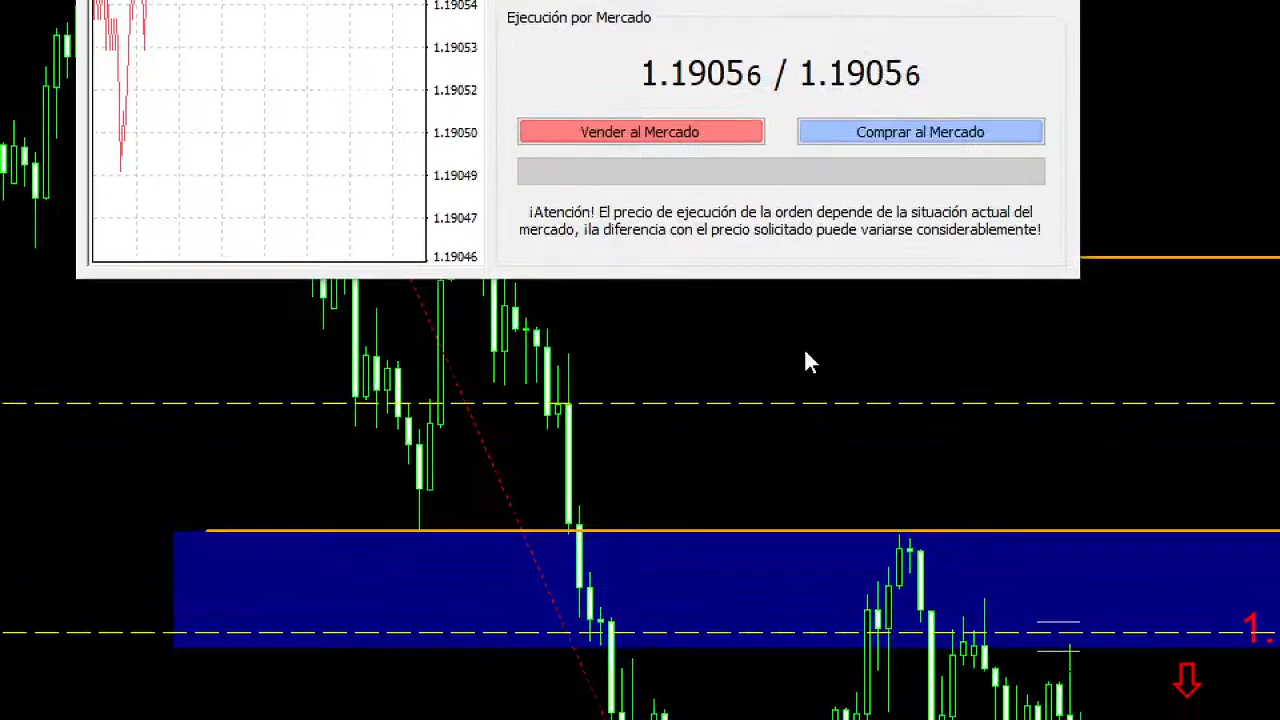 1.19054
1.19053
1.19052
1.19050
1.19049
1.19047
1.19046
Ejecución por Mercado
1.19056 / 1.19056
Vender al Mercado
Comprar al Mercado
¡Atención! El precio de ejecución de la orden depende de la situación actual del
mercado, ¡la diferencia con el precio solicitado puede variarse considerablemente!
1.